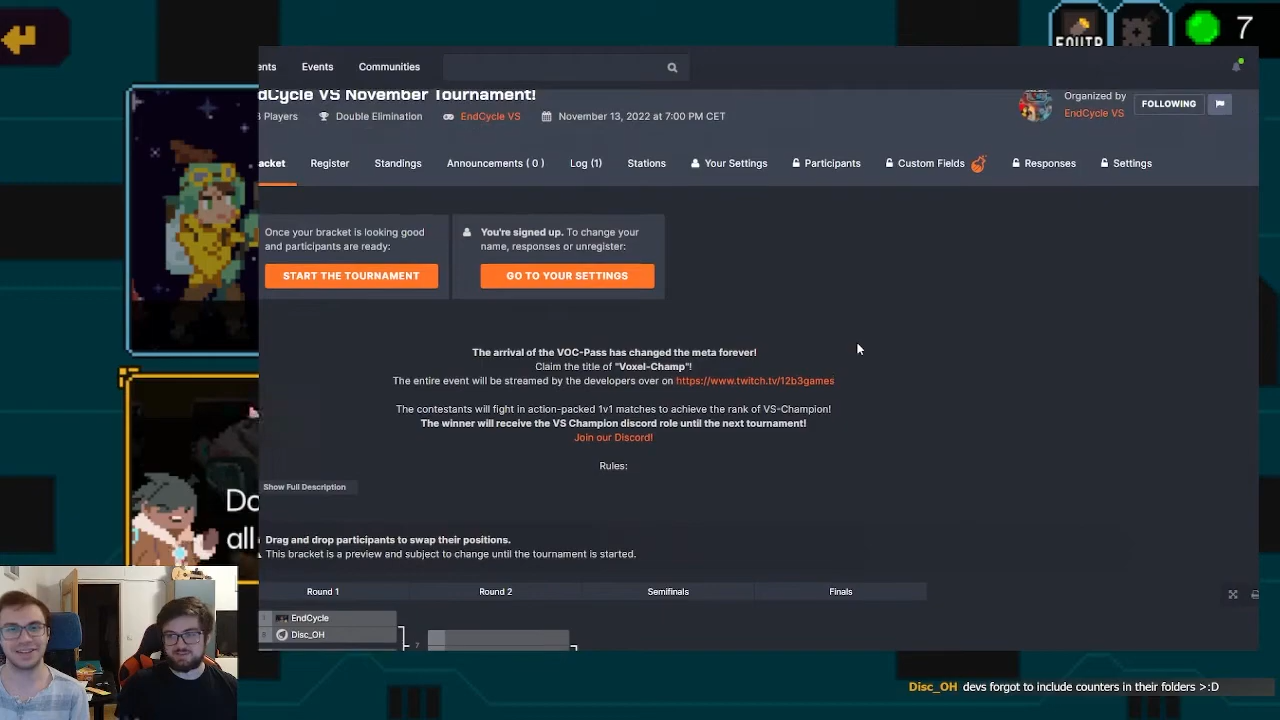 EQUIP
7
ents
Events
Communities
dCycle VS November Tournament!
Players
Double Elimination
EndCycle VS
November 13, 2022 at 7:00 PM CET
Organized by
EndCycle VS
FOLLOWING
acket
Register
Standings
Announcements ( 0 )
Log (1)
Stations
Your Settings
Participants
Custom Fields
Responses
Settings
Once your bracket is looking good
and participants are ready:
START THE TOURNAMENT
You're signed up. To change your
name, responses or unregister:
GO TO YOUR SETTINGS
The arrival of the VOC-Pass has changed the meta forever!
Claim the title of "Voxel-Champ"!
The entire event will be streamed by the developers over on https://www.twitch.tv/12b3games
The contestants will fight in action-packed 1v1 matches to achieve the rank of VS-Champion!
The winner will receive the VS Champion discord role until the next tournament!
Join our Discord!
Rules:
Show Full Description
Do
all
Drag and drop participants to swap their positions.
This bracket is a preview and subject to change until the tournament is started.
Round 1
Round 2
Semifinals
Finals
EndCycle
Disc_OH
7
Disc_OH devs forgot to include counters in their folders >:D